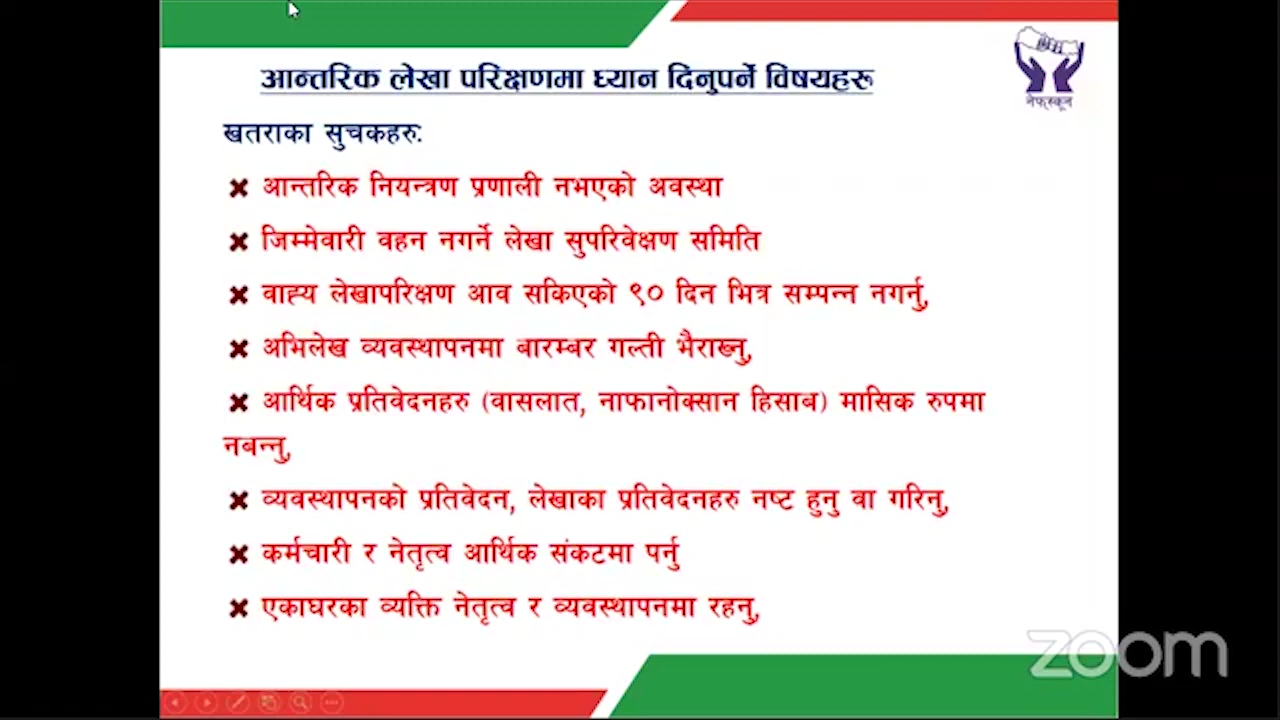 आन्तरिक लेखा परिक्षणमा ध्यान दिनुपर्ने विषयहरू
नेफ्स्कून
खतराका सुचकहरु:
✖ आन्तरिक नियन्त्रण प्रणाली नभएको अवस्था
✖ जिम्मेवारी वहन नगर्ने लेखा सुपरिवेक्षण समिति
✖ वाह्य लेखापरिक्षण आव सकिएको ९० दिन भित्र सम्पन्न नगर्नु,
✖ अभिलेख व्यवस्थापनमा बारम्बर गल्ती भैराख्नु,
✖ आर्थिक प्रतिवेदनहरु (वासलात, नाफानोक्सान हिसाब) मासिक रुपमा
नबन्नु,
✖ व्यवस्थापनको प्रतिवेदन, लेखाका प्रतिवेदनहरु नष्ट हुनु वा गरिनु,
✖ कर्मचारी र नेतृत्व आर्थिक संकटमा पर्नु
✖ एकाघरका व्यक्ति नेतृत्व र व्यवस्थापनमा रहनु,
zoom